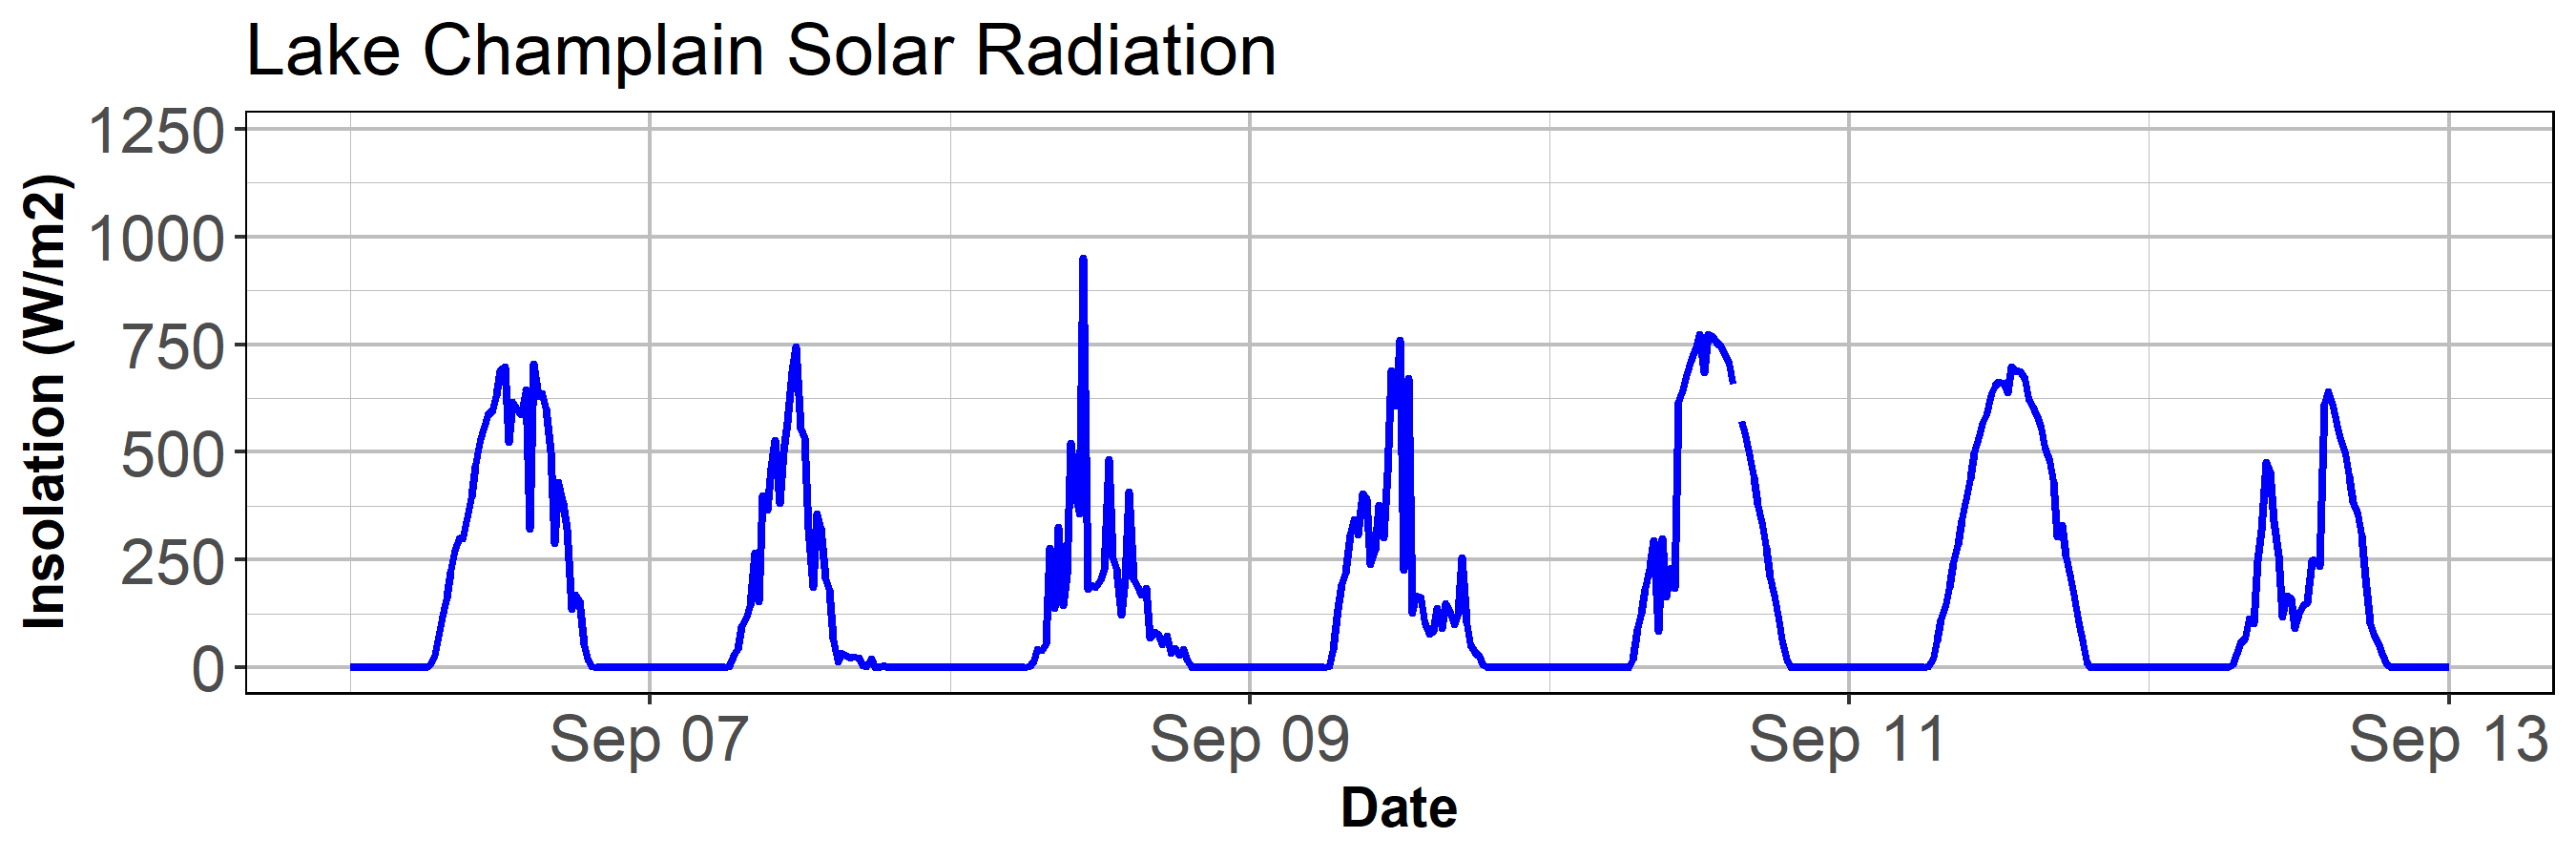 Lake Champlain Solar Radiation
Insolation (W/m2)
1250
1000
750
500
250
0
Sep 07 Sep 09 Sep 11 Sep 13
Date